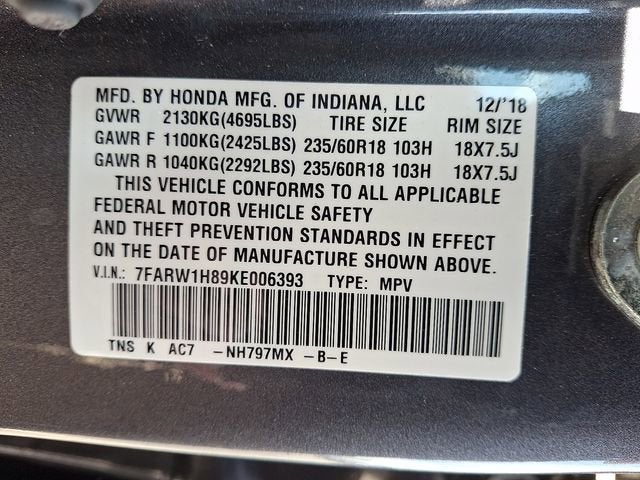 MFD. BY HONDA MFG. OF INDIANA, LLC 12/'18
GVWR 2130KG(4695LBS) TIRE SIZE RIM SIZE
GAWR F 1100KG(2425LBS) 235/60R18 103H 18X7.5J
GAWR R 1040KG(2292LBS) 235/60R18 103H 18X7.5J
THIS VEHICLE CONFORMS TO ALL APPLICABLE
FEDERAL MOTOR VEHICLE SAFETY
AND THEFT PREVENTION STANDARDS IN EFFECT
ON THE DATE OF MANUFACTURE SHOWN ABOVE.
V.I.N.: 7FARW1H89KE006393 TYPE: MPV
TNS K AC7 -NH797MX -B-E